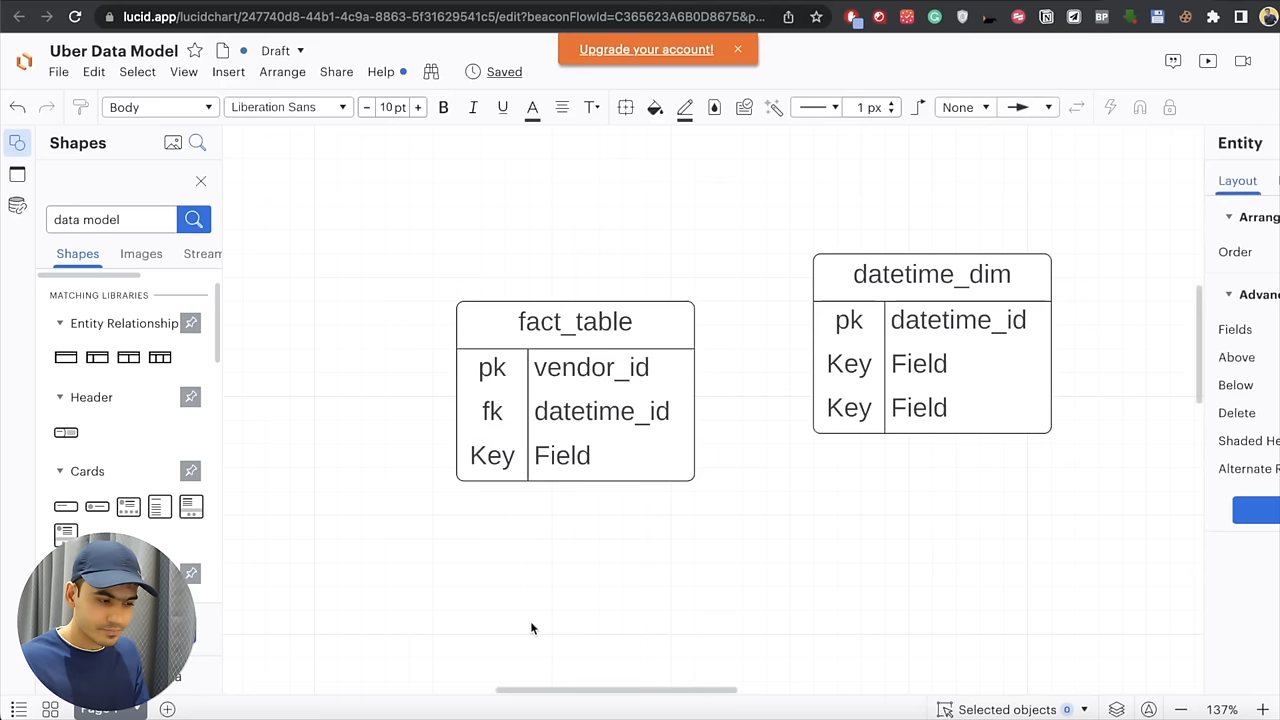 lucid.app/lucidchart/247740d8-44b1-4c9a-8863-5f31629541c5/edit?beaconFlowId=C365623A6B0D8675&p...
Uber Data Model
Draft
Upgrade your account!
File Edit Select View Insert Arrange Share Help
Saved
Body
Liberation Sans
10 pt
B I U A T
1 px
None
Shapes
data model
Shapes Images Stream
MATCHING LIBRARIES
Entity Relationship
Header
Cards
fact_table
pk vendor_id
fk datetime_id
Key Field
datetime_dim
pk datetime_id
Key Field
Key Field
Entity
Layout
Arrang
Order
Advan
Fields
Above
Below
Delete
Shaded He
Alternate R
Selected objects 0
137%